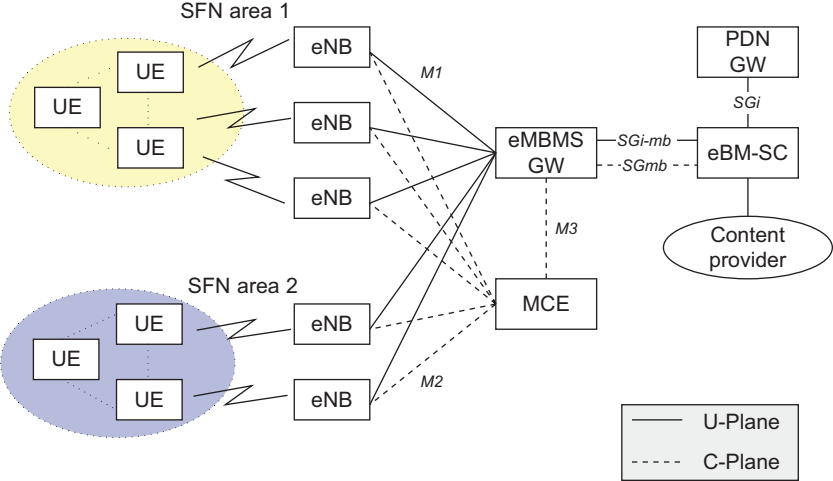 SFN area 1
eNB
PDN
GW
UE
UE
M1
SGi
eNB
eMBMS
GW
SGi-mb
SGmb
eBM-SC
UE
eNB
M3
Content
provider
SFN area 2
eNB
MCE
UE
UE
UE
eNB
M2
U-Plane
C-Plane